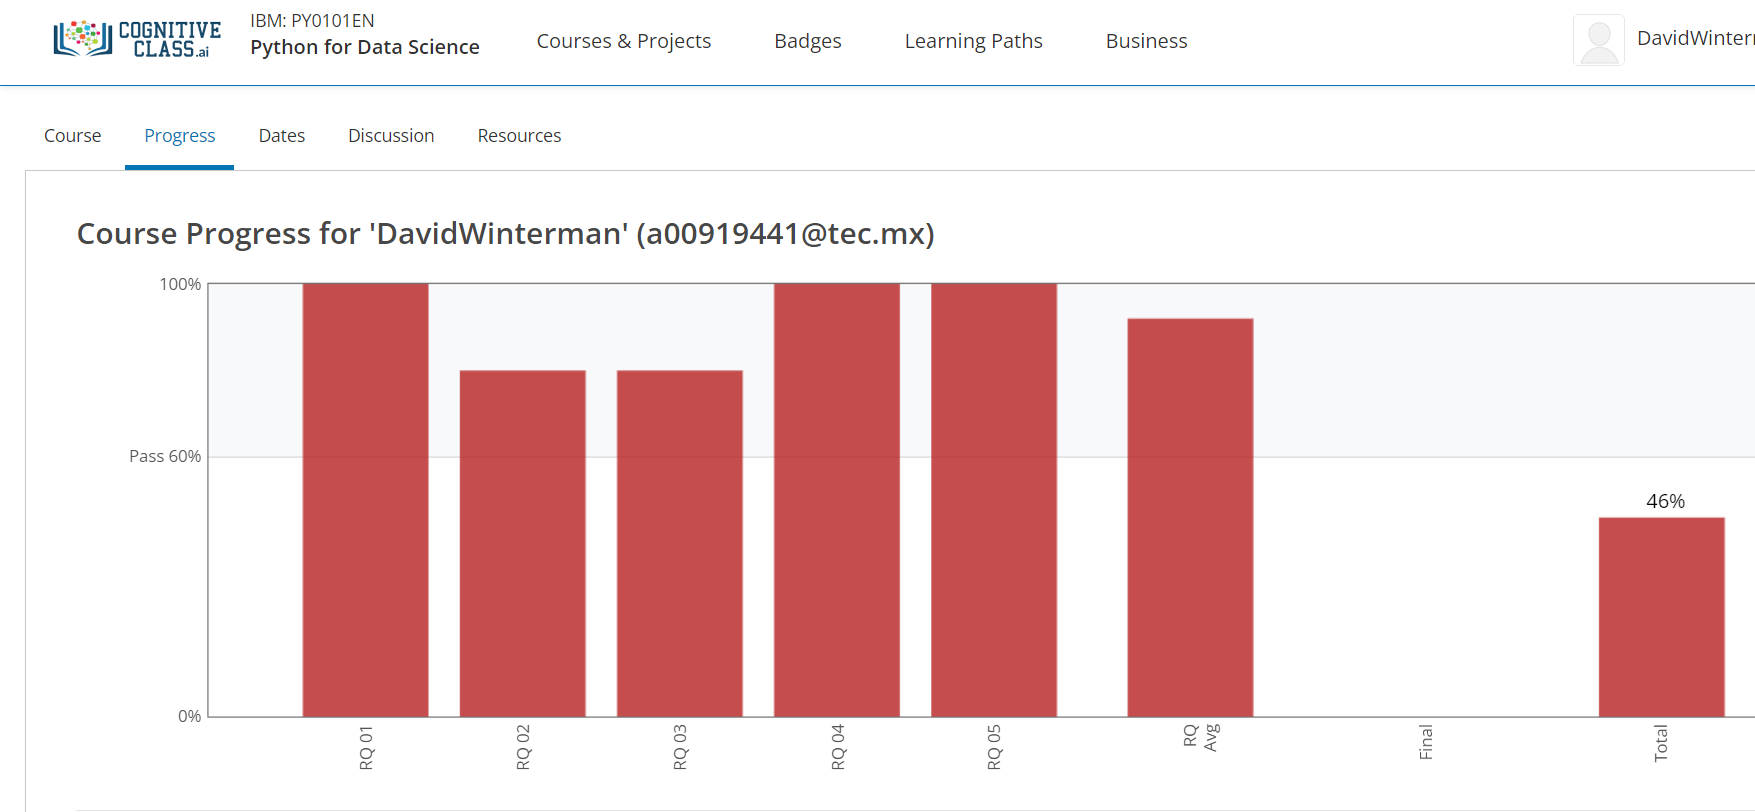 COGNITIVE
CLASS.ai
IBM: PY0101EN
Python for Data Science
Courses & Projects
Badges
Learning Paths
Business
Course
Progress
Dates
Discussion
Resources
Course Progress for 'DavidWinterman' (a00919441@tec.mx)
100%
Pass 60%
46%
0%
RQ 01
RQ 02
RQ 03
RQ 04
RQ 05
RQ
Avg
Final
Total